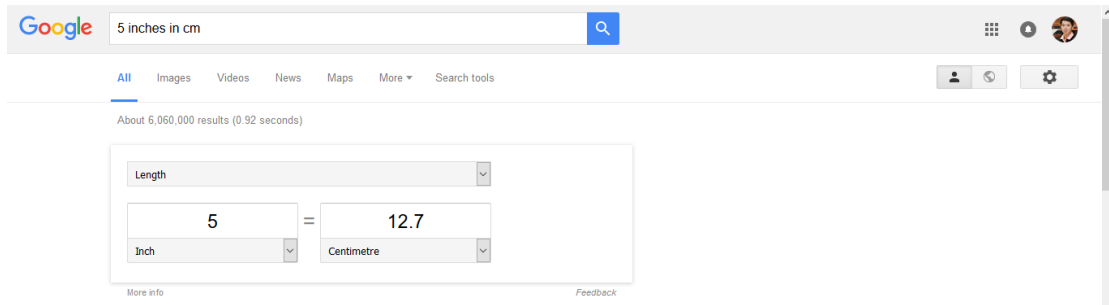 Google 5 inches in cm
All Images Videos News Maps More Search tools
About 6,060,000 results (0.92 seconds)
Length
5 = 12.7
Inch Centimetre
More info Feedback